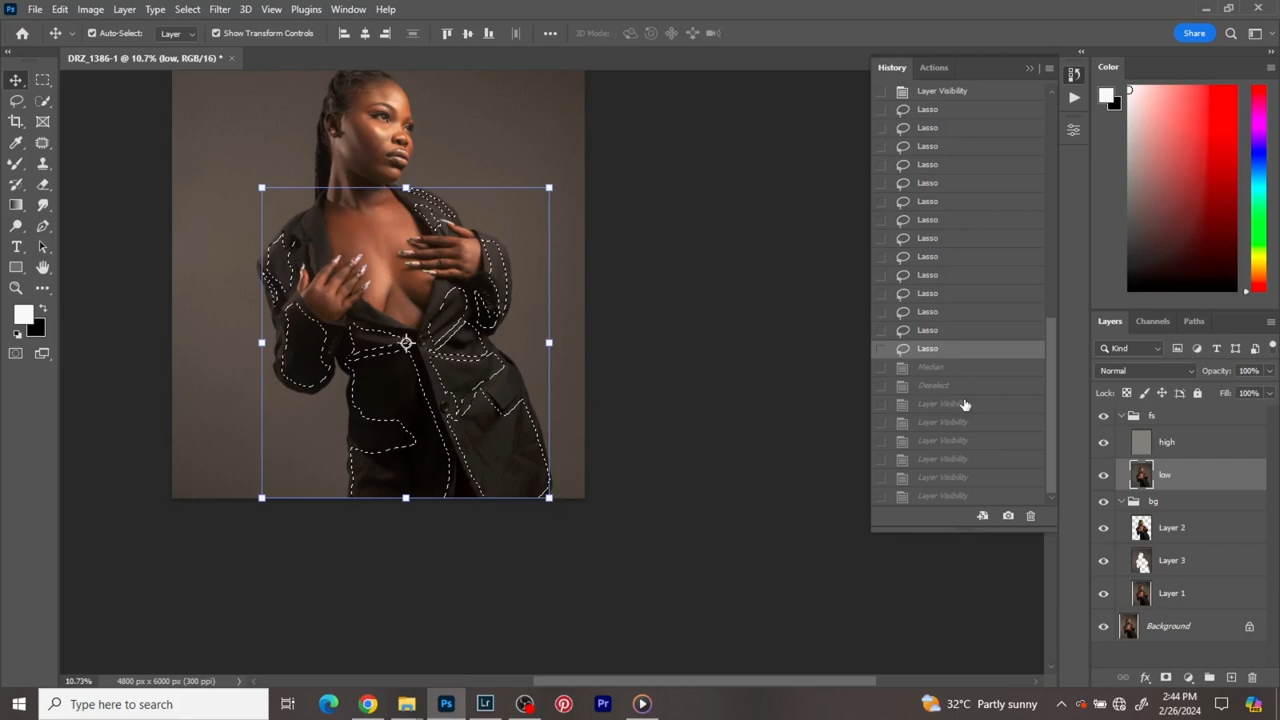 Ps File Edit Image Layer Type Select Filter 3D View Plugins Window Help
Auto-Select: Layer Show Transform Controls 3D Mode: Share
DRZ_1386-1 @ 10.7% (low, RGB/16) *
History Actions
Color
Layer Visibility
Lasso
Lasso
Lasso
Lasso
Lasso
Lasso
Lasso
Lasso
Lasso
Lasso
Lasso
Lasso
Lasso
Lasso
Median
Deselect
Layer Visibility
Layer Visibility
Layer Visibility
Layer Visibility
Layer Visibility
Layer Visibility
Layers Channels Paths
Kind
Normal Opacity: 100%
Lock: Fill: 100%
fs
high
low
bg
Layer 2
Layer 3
Layer 1
Background
10.73% 4800 px x 6000 px (300 ppi)
Type here to search
Ps Lr Pr
32°C Partly sunny
2:44 PM
2/26/2024